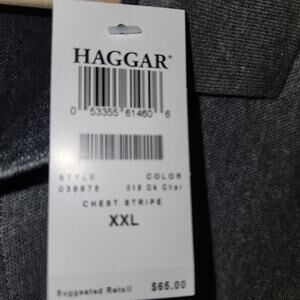 HAGGAR®
0 53355 61460 6
STYLE COLOR
038875 018 Dk Char
CHEST STRIPE
XXL
Suggested Retail $65.00